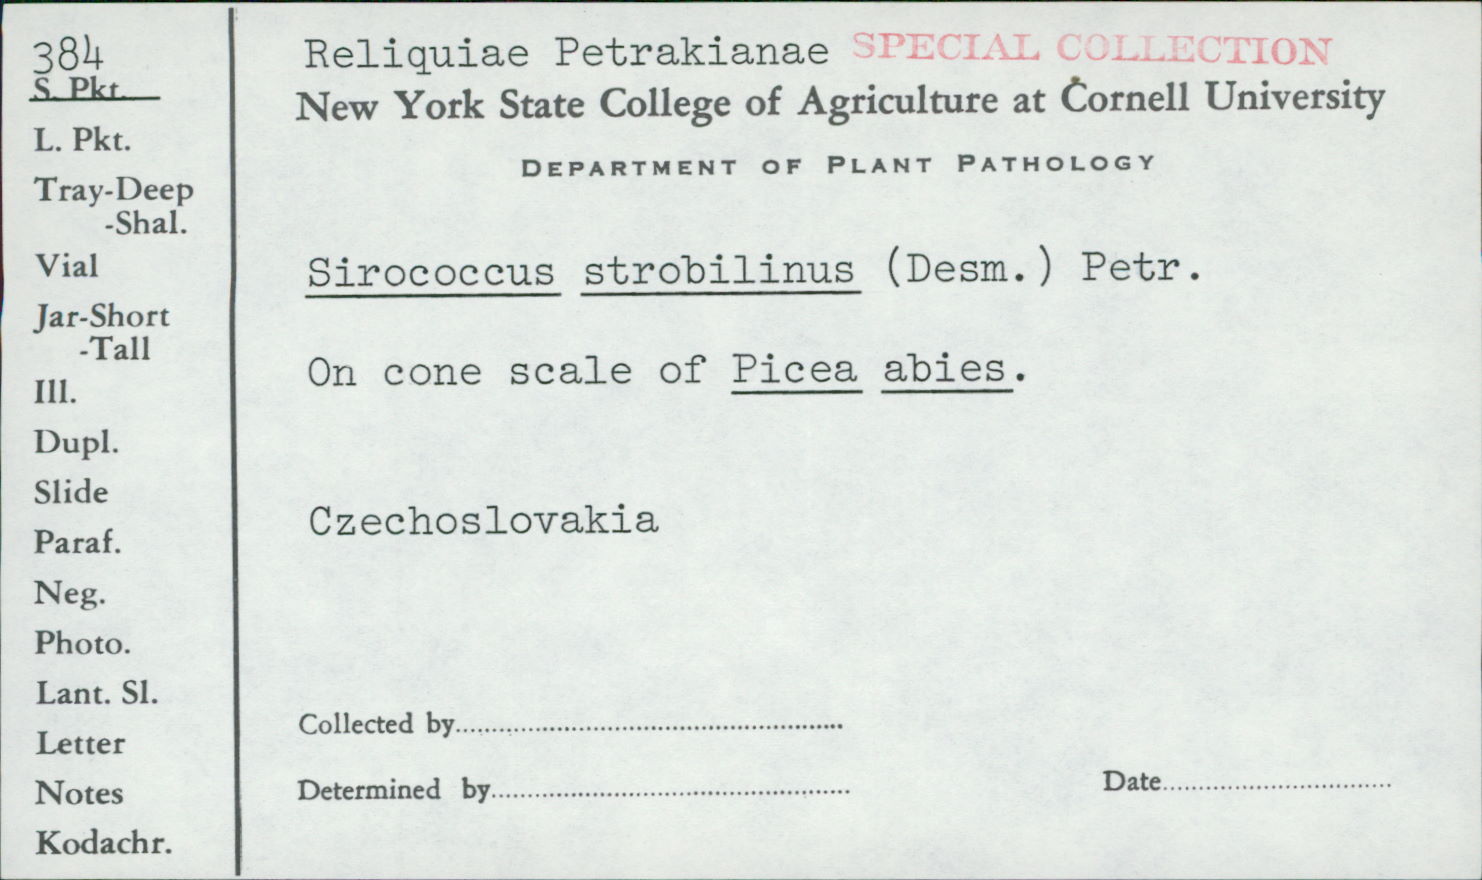 384
S. Pkt.
L. Pkt.
Tray-Deep
-Shal.
Vial
Jar-Short
-Tall
Ill.
Dupl.
Slide
Paraf.
Neg.
Photo.
Lant. Sl.
Letter
Notes
Kodachr.
Reliquiae Petrakianae SPECIAL COLLECTION
New York State College of Agriculture at Cornell University
DEPARTMENT OF PLANT PATHOLOGY
Sirococcus strobilinus (Desm.) Petr.
On cone scale of Picea abies.
Czechoslovakia
Collected by
Determined by
Date